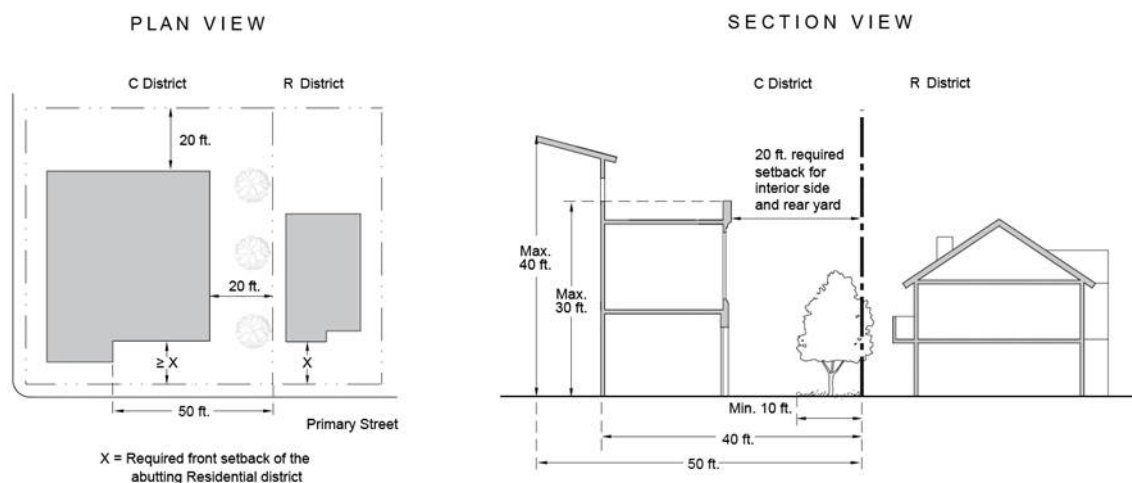 PLAN VIEW
C District
R District
20 ft.
20 ft.
≥ X
X
50 ft.
Primary Street
X = Required front setback of the
abutting Residential district
SECTION VIEW
C District
R District
20 ft. required
setback for
interior side
and rear yard
Max.
40 ft.
Max.
30 ft.
Min. 10 ft.
40 ft.
50 ft.